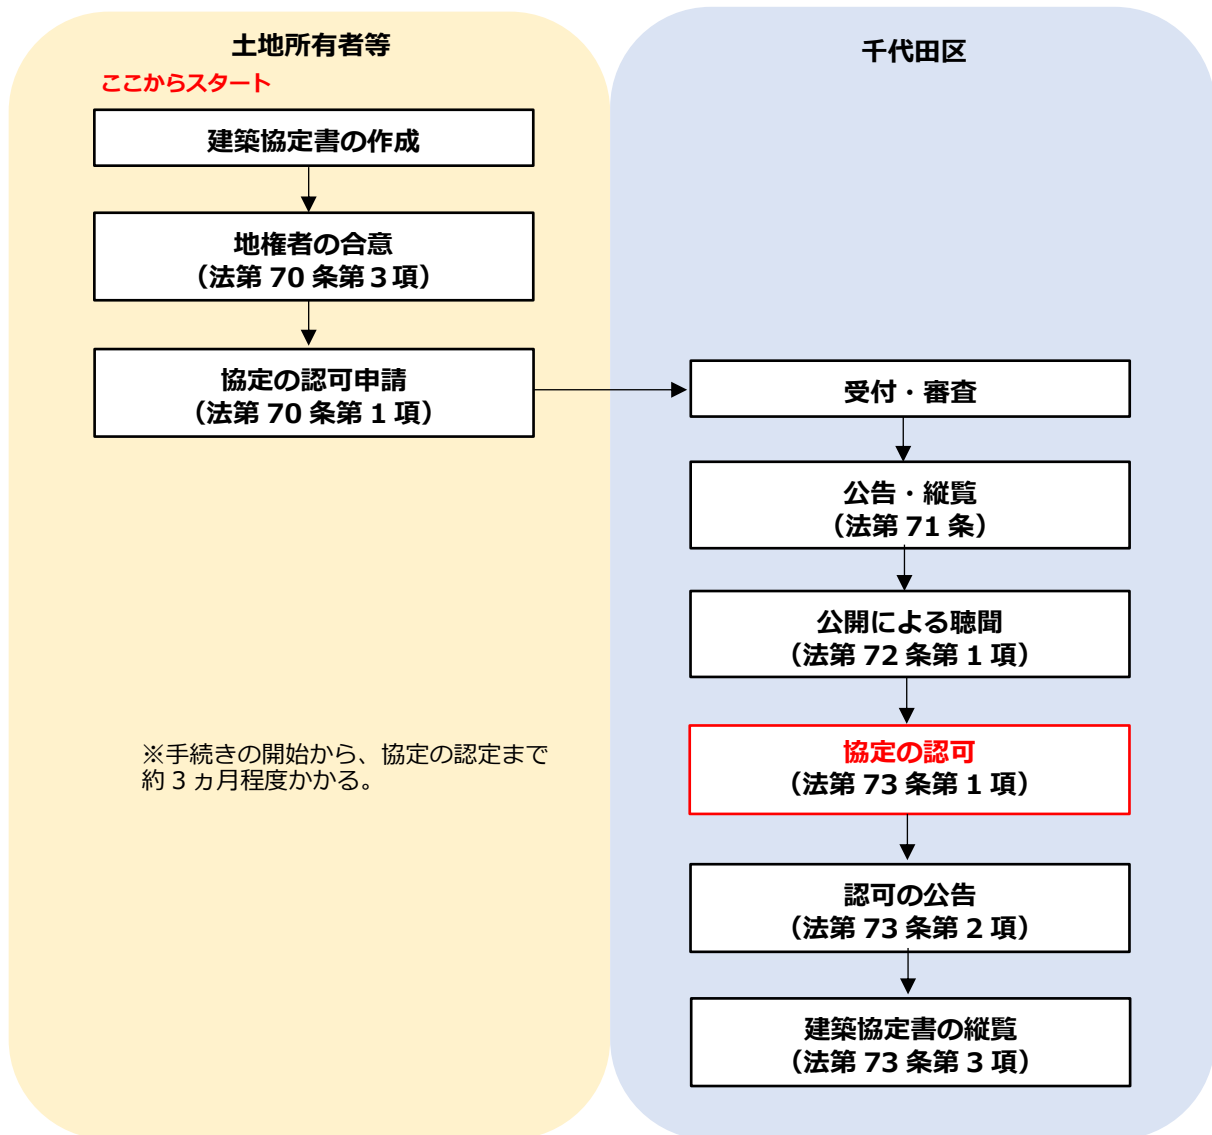 土地所有者等
ここからスタート
建築協定書の作成
地権者の合意
(法第 70 条第3項)
協定の認可申請
(法第 70 条第 1 項)
※手続きの開始から、協定の認定まで
約 3 ヵ月程度かかる。
千代田区
受付・審査
公告・縦覧
(法第 71 条)
公開による聴聞
(法第 72 条第 1 項)
協定の認可
(法第 73 条第 1 項)
認可の公告
(法第 73 条第 2 項)
建築協定書の縦覧
(法第 73 条第 3 項)